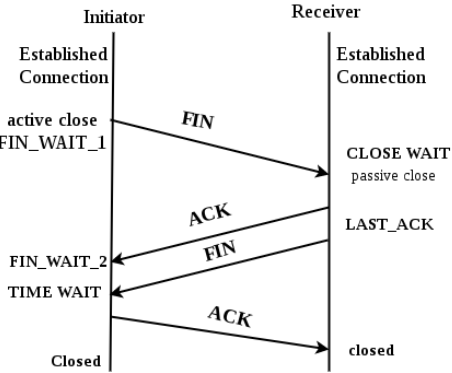 Initiator
Receiver
Established
Connection
Established
Connection
active close
FIN_WAIT_1
FIN
CLOSE WAIT
passive close
ACK
LAST_ACK
FIN
FIN_WAIT_2
TIME WAIT
ACK
closed
Closed